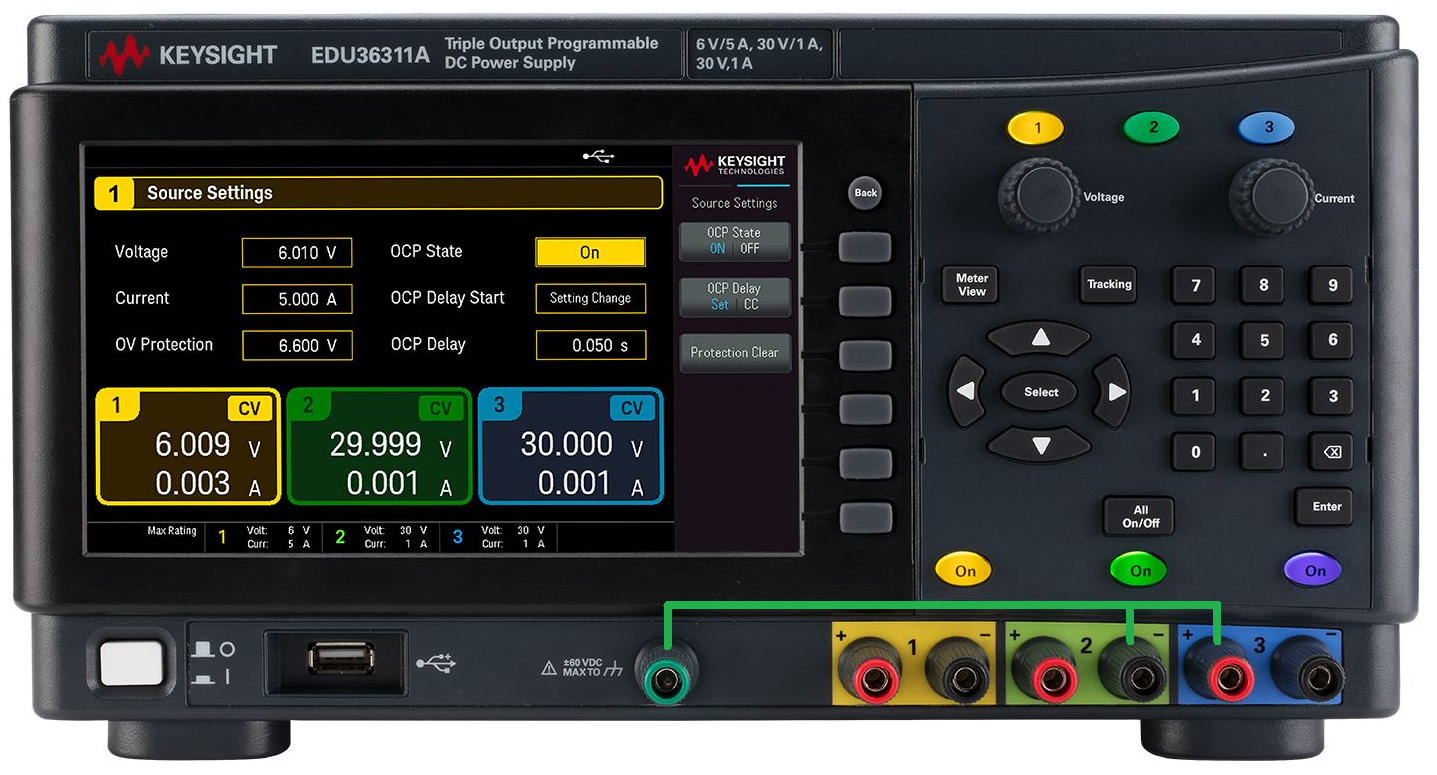 KEYSIGHT EDU36311A Triple Output Programmable DC Power Supply 6 V/5 A, 30 V/1 A, 30 V,1 A
KEYSIGHT
TECHNOLOGIES
1 Source Settings
Source Settings
Voltage 6.010 V OCP State On
OCP State
ON | OFF
Current 5.000 A OCP Delay Start Setting Change
OCP Delay
Set | CC
OV Protection 6.600 V OCP Delay 0.050 s
Protection Clear
1 CV
6.009 V
0.003 A
2 CV
29.999 V
0.001 A
3 CV
30.000 V
0.001 A
Max Rating 1 Volt: 6 V 2 Volt: 30 V 3 Volt: 30 V
Curr: 5 A Curr: 1 A Curr: 1 A
Back
1 2 3
Voltage Current
Meter
View
Tracking
7 8 9
4 5 6
Select
1 2 3
0 .
All
On/Off
Enter
On On On
±60 VDC
MAX TO
+ 1 − + 2 − + 3 −